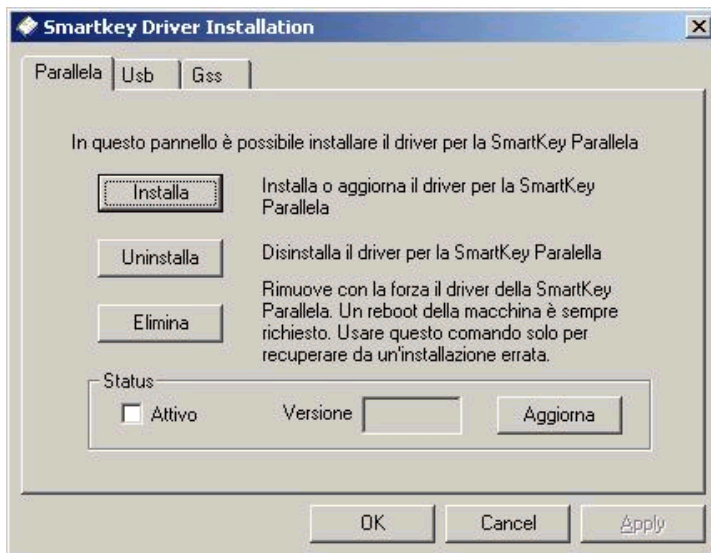 Smartkey Driver Installation
Parallela Usb Gss
In questo pannello è possibile installare il driver per la SmartKey Parallela
Installa
Installa o aggiorna il driver per la SmartKey
Parallela
Uninstalla
Disinstalla il driver per la SmartKey Paralella
Elimina
Rimuove con la forza il driver della SmartKey
Parallela. Un reboot della macchina è sempre
richiesto. Usare questo comando solo per
recuperare da un'installazione errata.
Status
Attivo Versione Aggiorna
OK Cancel Apply